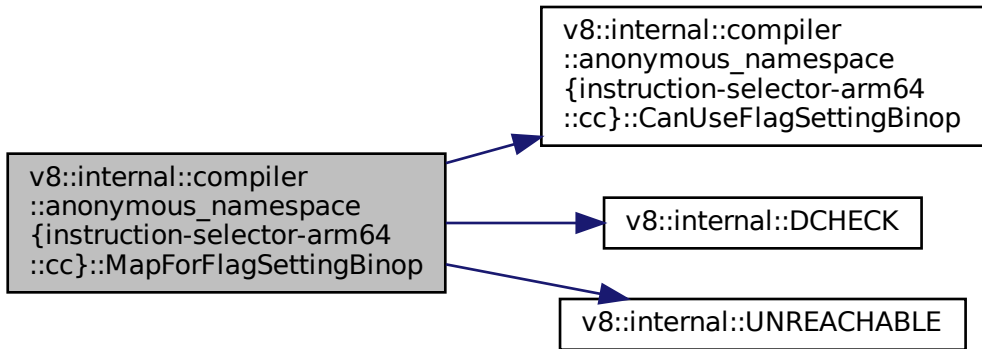 v8::internal::compiler
::anonymous_namespace
{instruction-selector-arm64
::cc}::MapForFlagSettingBinop
v8::internal::compiler
::anonymous_namespace
{instruction-selector-arm64
::cc}::CanUseFlagSettingBinop
v8::internal::DCHECK
v8::internal::UNREACHABLE